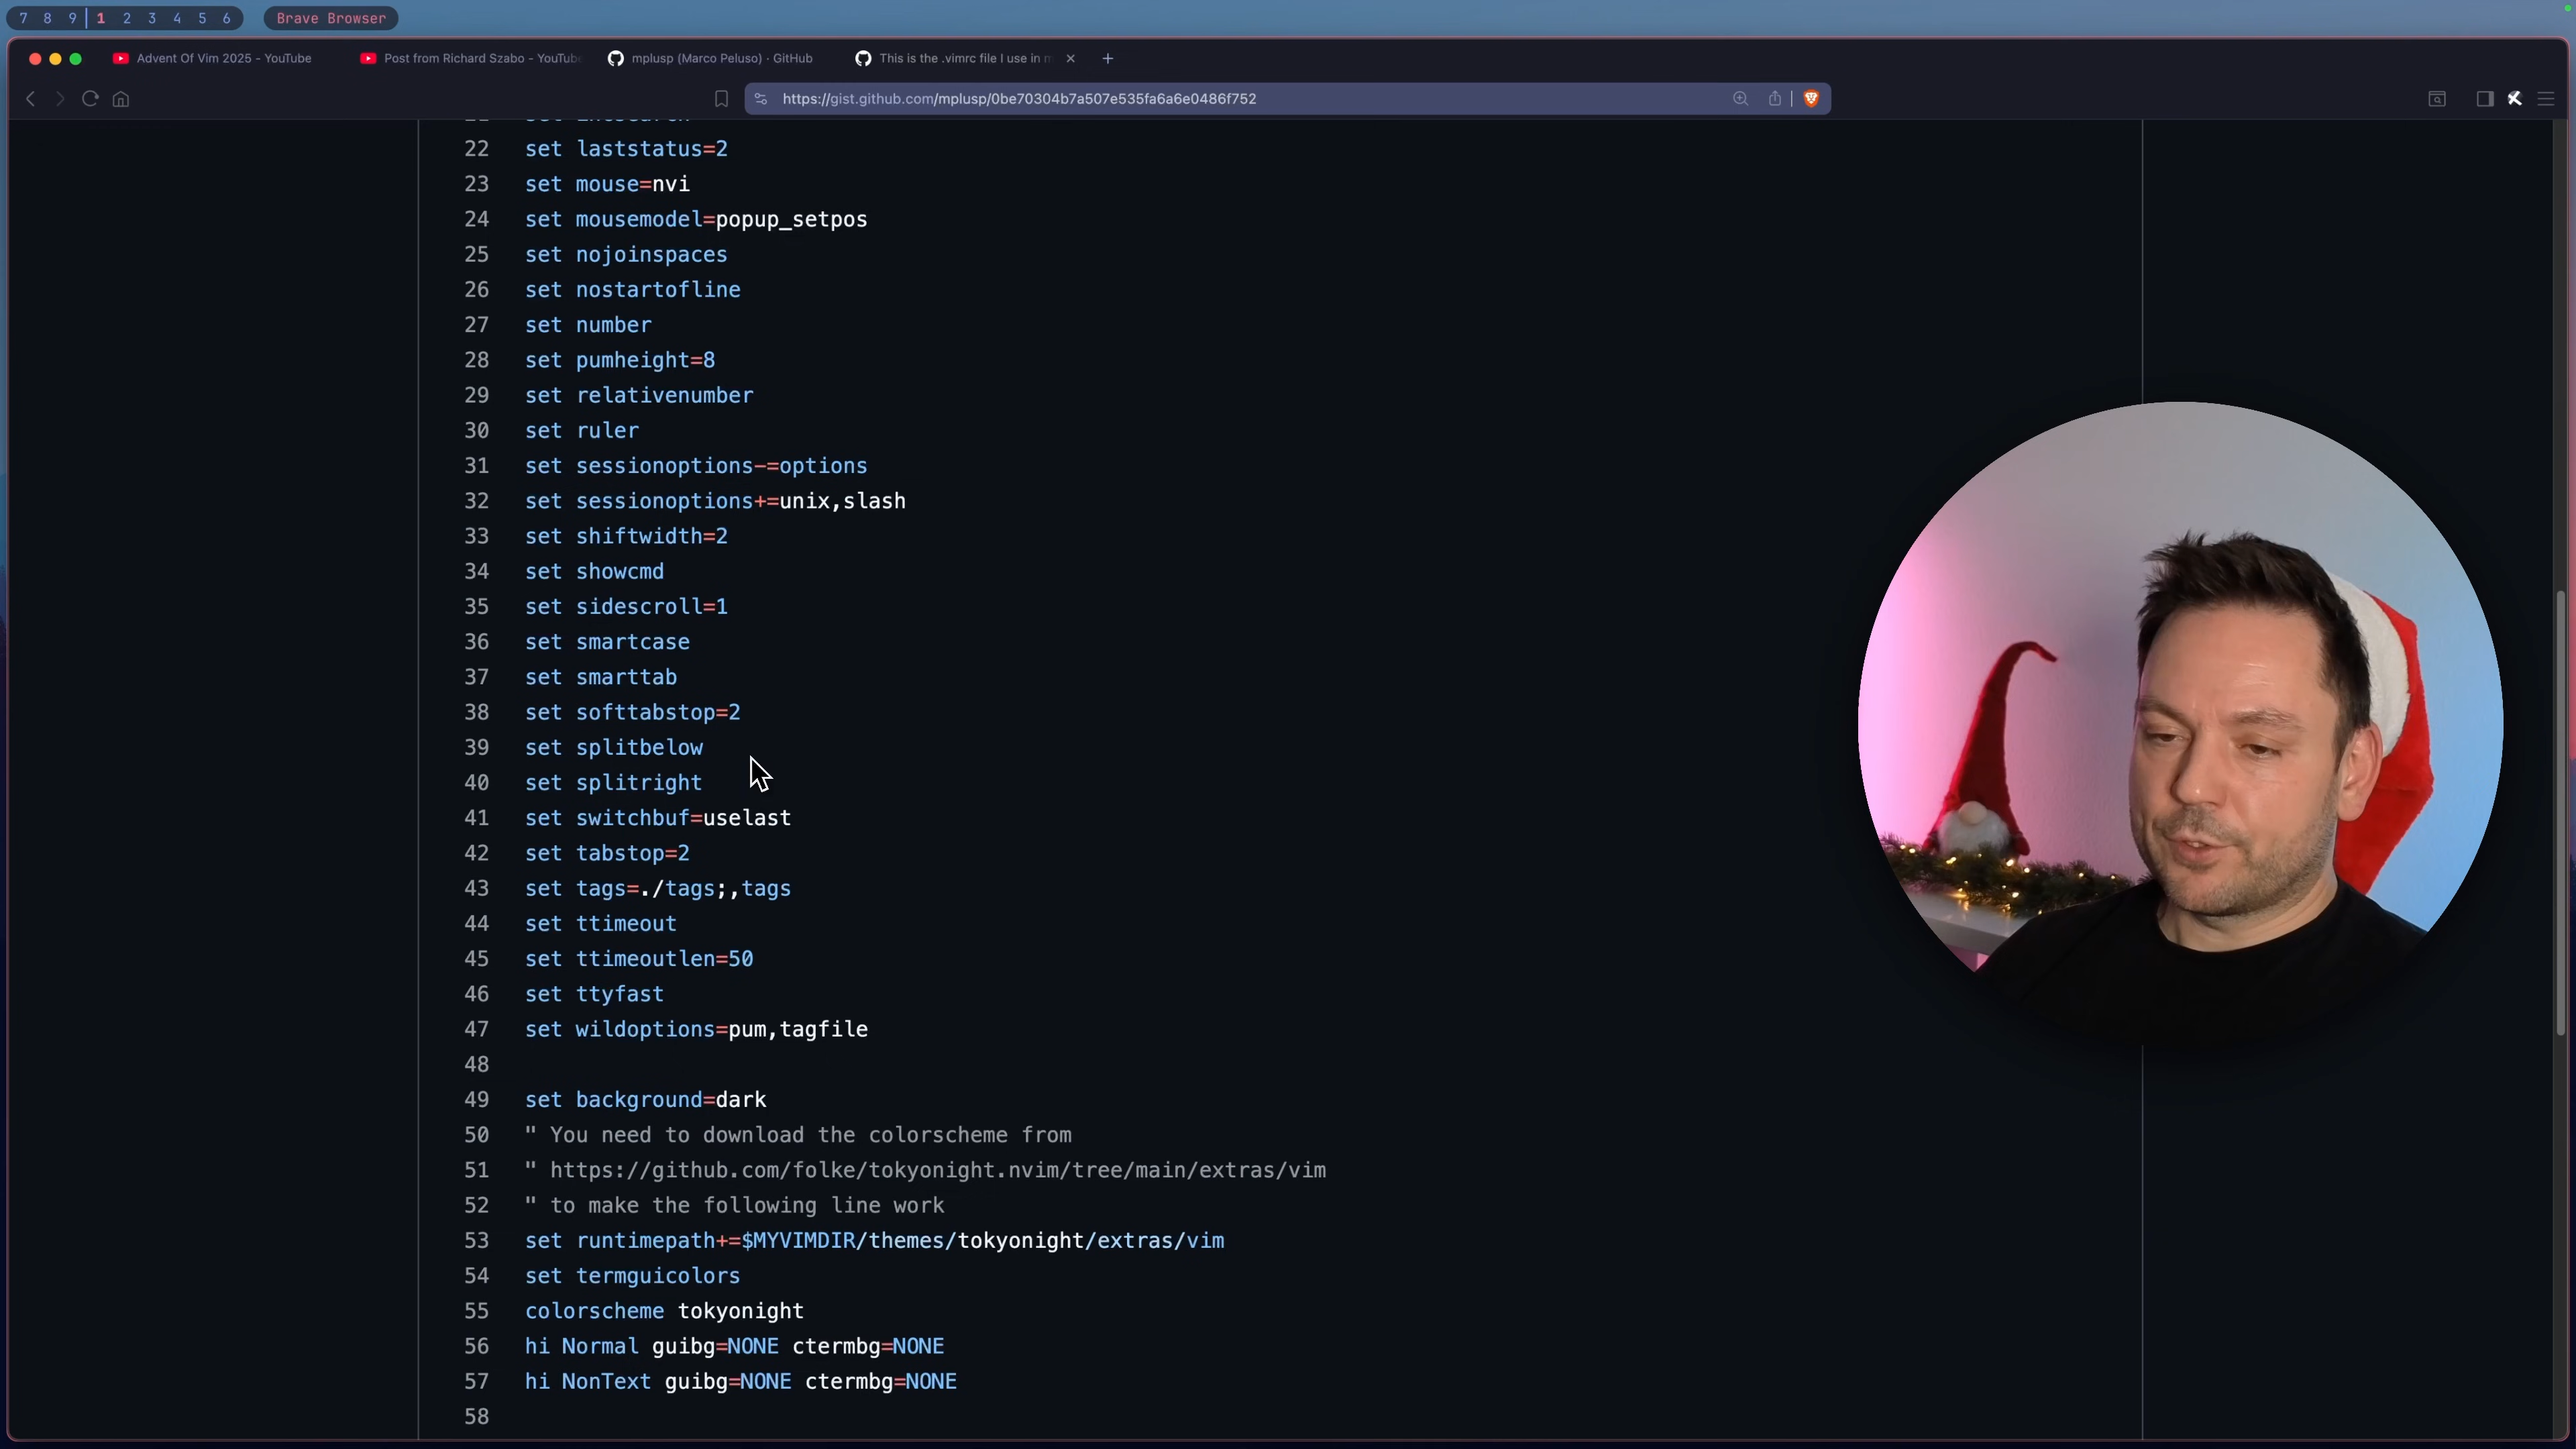 7 8 9 1 2 3 4 5 6 Brave Browser
Advent Of Vim 2025 - YouTube
Post from Richard Szabo - YouTub
mplusp (Marco Peluso) · GitHub
This is the .vimrc file I use in
https://gist.github.com/mplusp/0be70304b7a507e535fa6a6e0486f752
22 set laststatus=2
23 set mouse=nvi
24 set mousemodel=popup_setpos
25 set nojoinspaces
26 set nostartofline
27 set number
28 set pumheight=8
29 set relativenumber
30 set ruler
31 set sessionoptions-=options
32 set sessionoptions+=unix,slash
33 set shiftwidth=2
34 set showcmd
35 set sidescroll=1
36 set smartcase
37 set smarttab
38 set softtabstop=2
39 set splitbelow
40 set splitright
41 set switchbuf=uselast
42 set tabstop=2
43 set tags=./tags;,tags
44 set ttimeout
45 set ttimeoutlen=50
46 set ttyfast
47 set wildoptions=pum,tagfile
48
49 set background=dark
50 " You need to download the colorscheme from
51 " https://github.com/folke/tokyonight.nvim/tree/main/extras/vim
52 " to make the following line work
53 set runtimepath+=$MYVIMDIR/themes/tokyonight/extras/vim
54 set termguicolors
55 colorscheme tokyonight
56 hi Normal guibg=NONE ctermbg=NONE
57 hi NonText guibg=NONE ctermbg=NONE
58